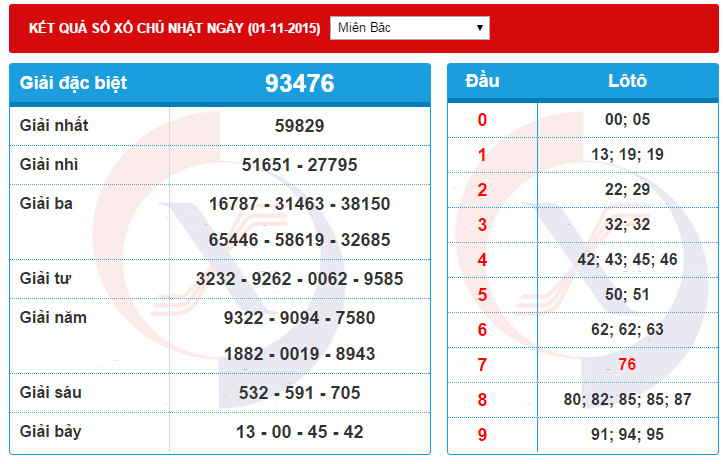 KẾT QUẢ SỐ XỐ CHỦ NHẬT NGÀY (01-11-2015) Miền Bắc
Giải đặc biệt 93476
Giải nhất 59829
Giải nhì 51651 - 27795
Giải ba 16787 - 31463 - 38150
65446 - 58619 - 32685
Giải tư 3232 - 9262 - 0062 - 9585
Giải năm 9322 - 9094 - 7580
1882 - 0019 - 8943
Giải sáu 532 - 591 - 705
Giải bảy 13 - 00 - 45 - 42
Đầu Lôtô
0 00; 05
1 13; 19; 19
2 22; 29
3 32; 32
4 42; 43; 45; 46
5 50; 51
6 62; 62; 63
7 76
8 80; 82; 85; 85; 87
9 91; 94; 95